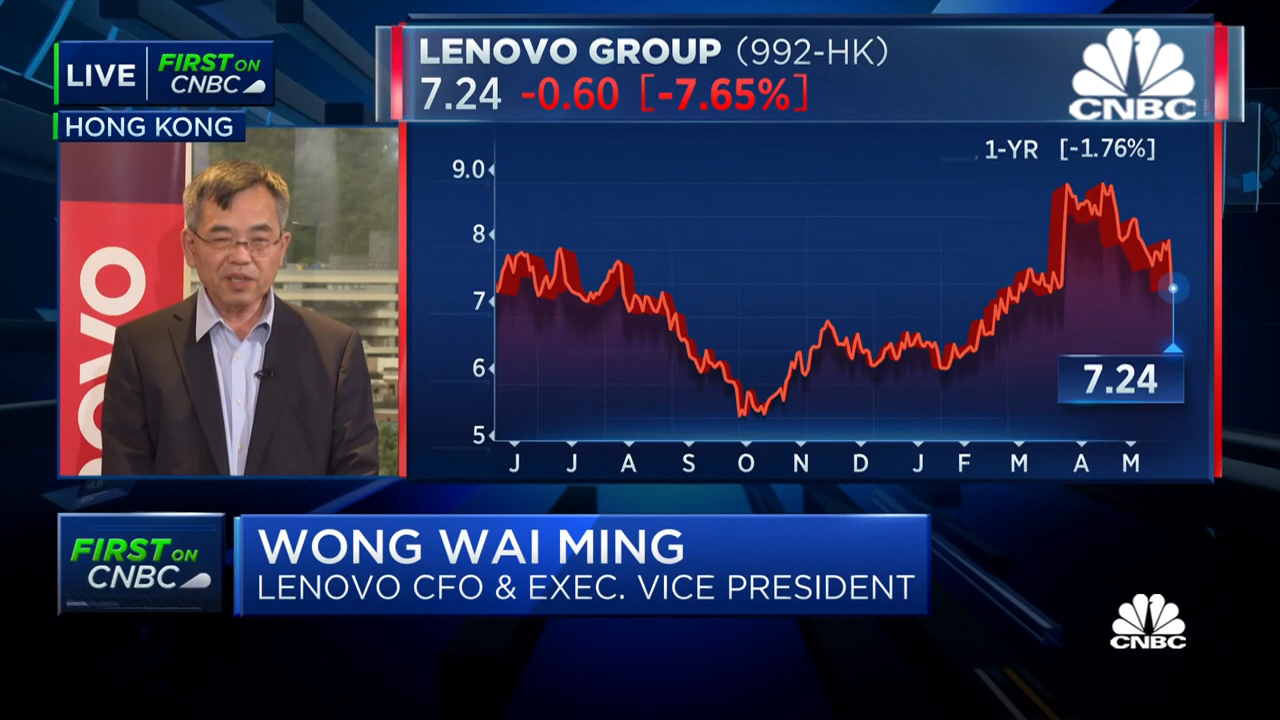 LIVE
FIRST ON
CNBC
HONG KONG
LENOVO GROUP (992-HK)
7.24 -0.60 [-7.65%]
CNBC
1-YR [-1.76%]
9.0
8
7
6
5
7.24
J J A S O N D J F M A M
ovo
FIRST ON
CNBC
WONG WAI MING
LENOVO CFO & EXEC. VICE PRESIDENT
CNBC